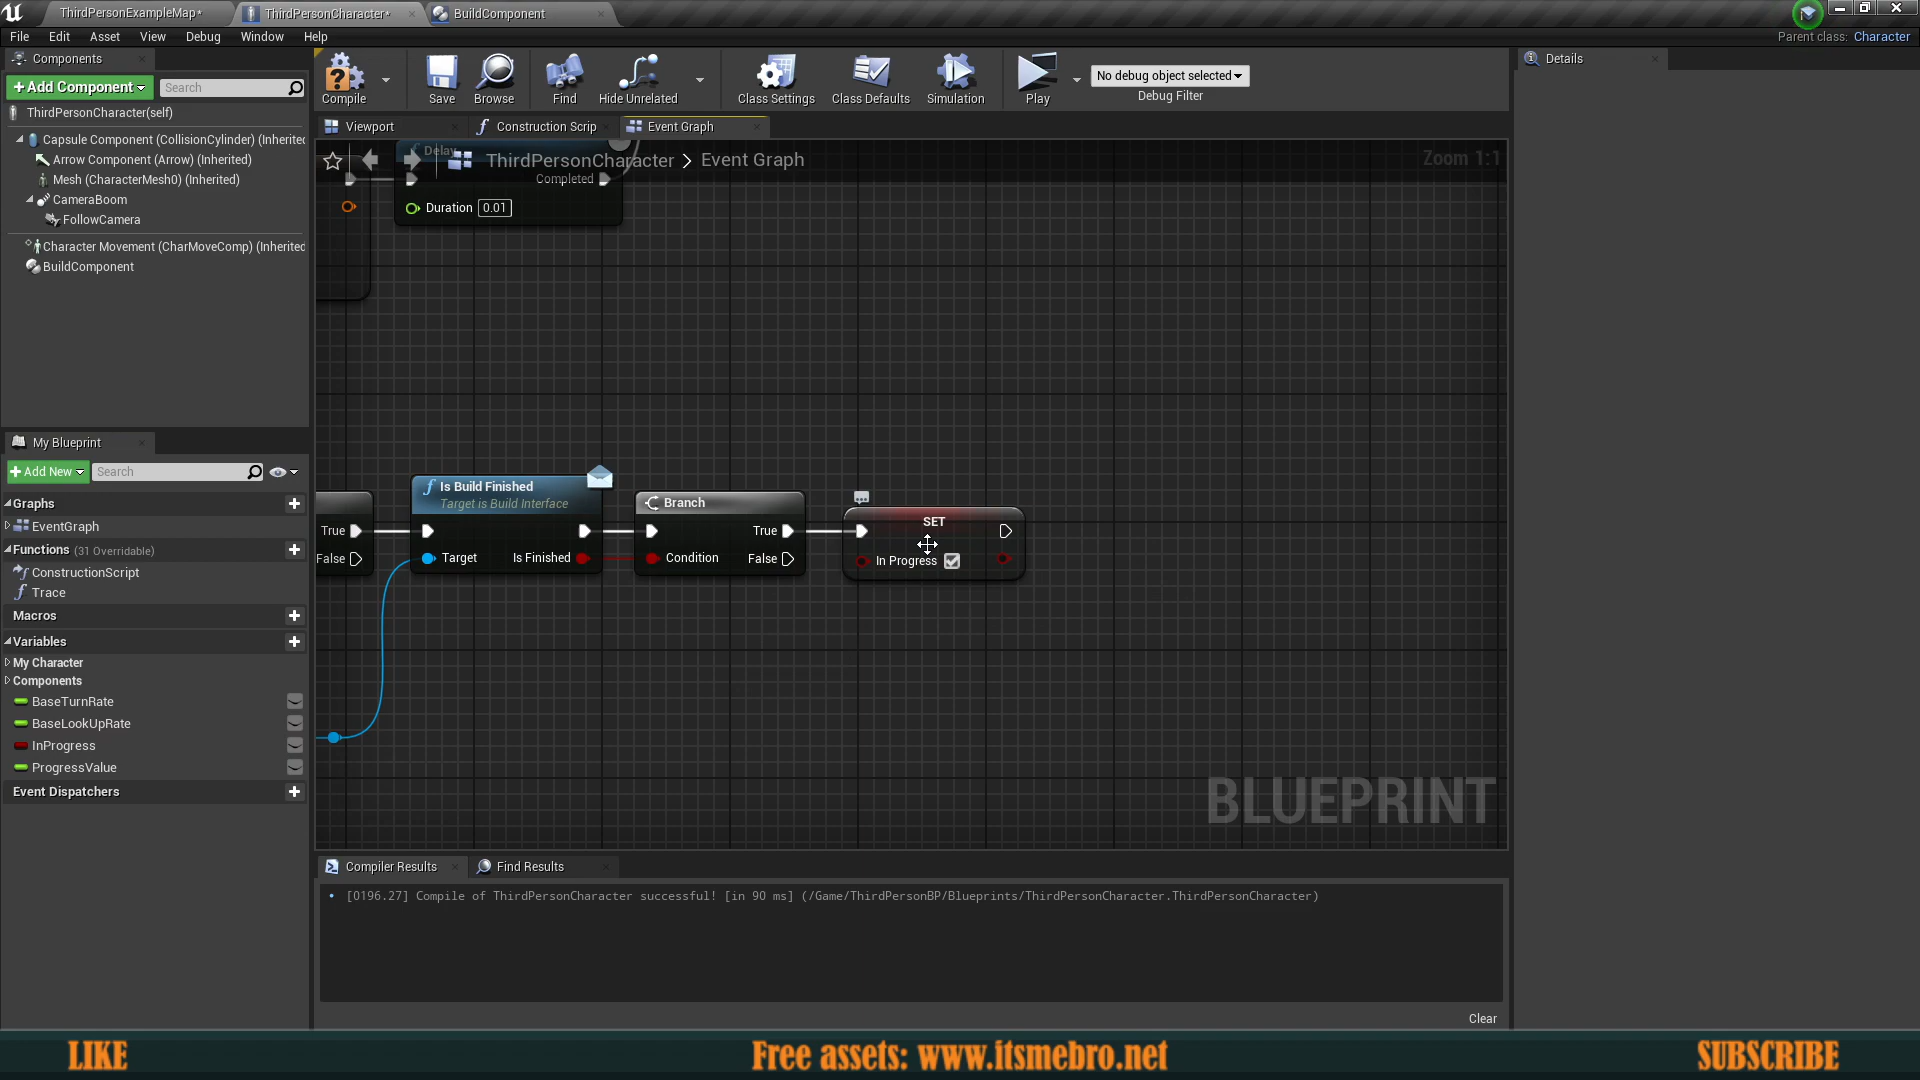 ThirdPersonExampleMap*
ThirdPersonCharacter*
BuildComponent
File Edit Asset View Debug Window Help
Parent class: Character
Components
Add Component
Search
ThirdPersonCharacter(self)
Capsule Component (CollisionCylinder) (Inherited
Arrow Component (Arrow) (Inherited)
Mesh (CharacterMesh0) (Inherited)
CameraBoom
FollowCamera
Character Movement (CharMoveComp) (Inherited
BuildComponent
My Blueprint
Add New
Search
Graphs
EventGraph
Functions (31 Overridable)
ConstructionScript
Trace
Macros
Variables
My Character
Components
BaseTurnRate
BaseLookUpRate
InProgress
ProgressValue
Event Dispatchers
Compile
Save
Browse
Find
Hide Unrelated
Class Settings
Class Defaults
Simulation
Play
No debug object selected
Debug Filter
Viewport
Construction Scrip
Event Graph
Delay
ThirdPersonCharacter > Event Graph
Zoom 1:1
Completed
Duration 0.01
True
False
Is Build Finished
Target is Build Interface
Target
Is Finished
Branch
True
Condition
False
SET
In Progress
BLUEPRINT
Compiler Results
Find Results
[0196.27] Compile of ThirdPersonCharacter successful! [in 90 ms] (/Game/ThirdPersonBP/Blueprints/ThirdPersonCharacter.ThirdPersonCharacter)
Clear
Details
LIKE
Free assets: www.itsmebro.net
SUBSCRIBE